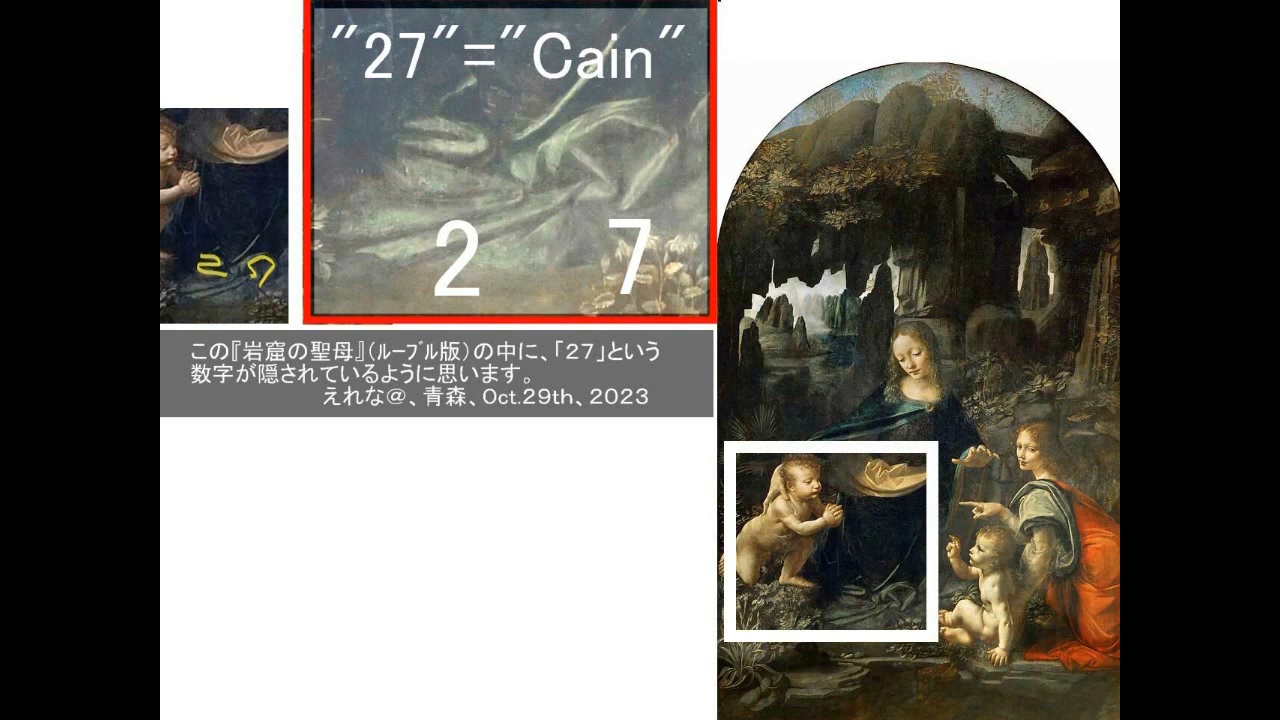 "27"="Cain"
2 7
27
この『岩窟の聖母』(ﾙｰﾌﾞﾙ版)の中に、「２７」という
数字が隠されているように思います。
えれな＠、青森、Oct.29th、2023